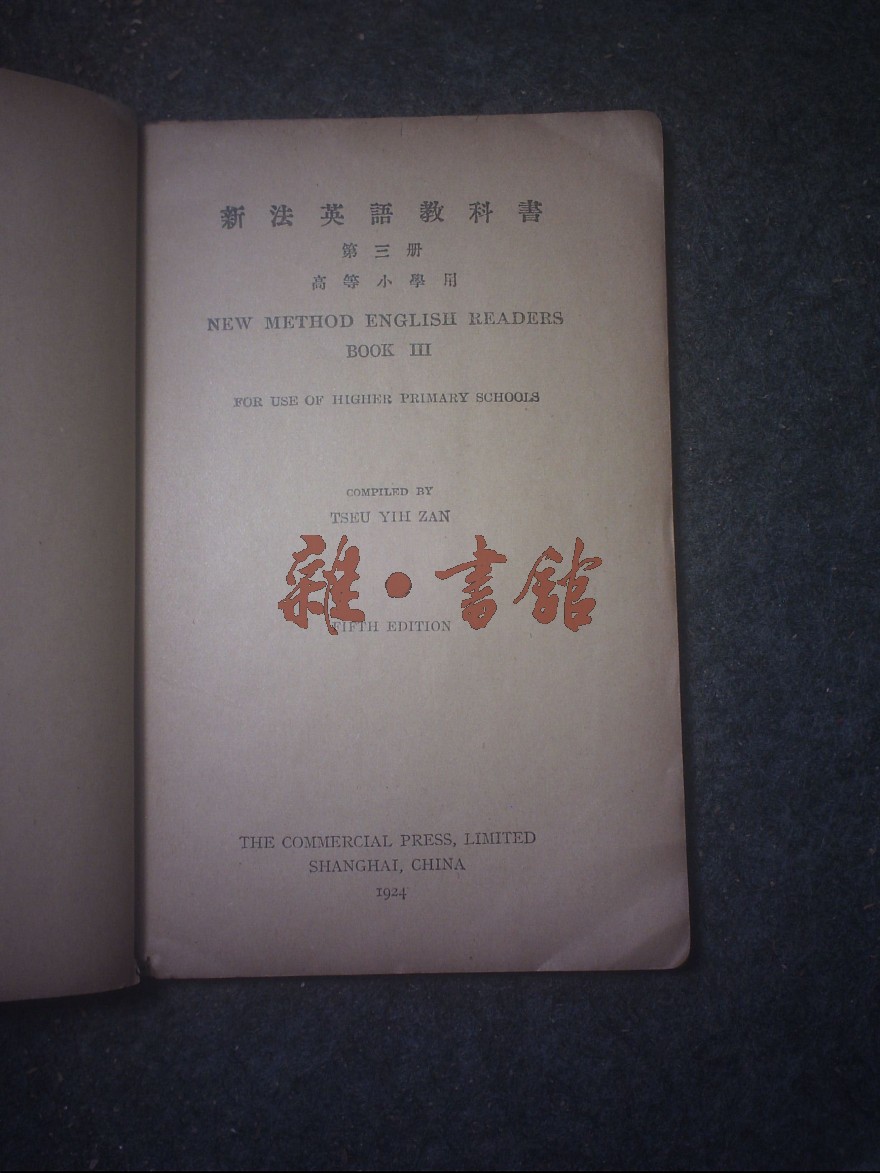 新法英語教科書
第三册
高等小學用
NEW METHOD ENGLISH READERS
BOOK III
FOR USE OF HIGHER PRIMARY SCHOOLS
COMPILED BY
TSEU YIH ZAN
雜·書館
FIFTH EDITION
THE COMMERCIAL PRESS, LIMITED
SHANGHAI, CHINA
1924